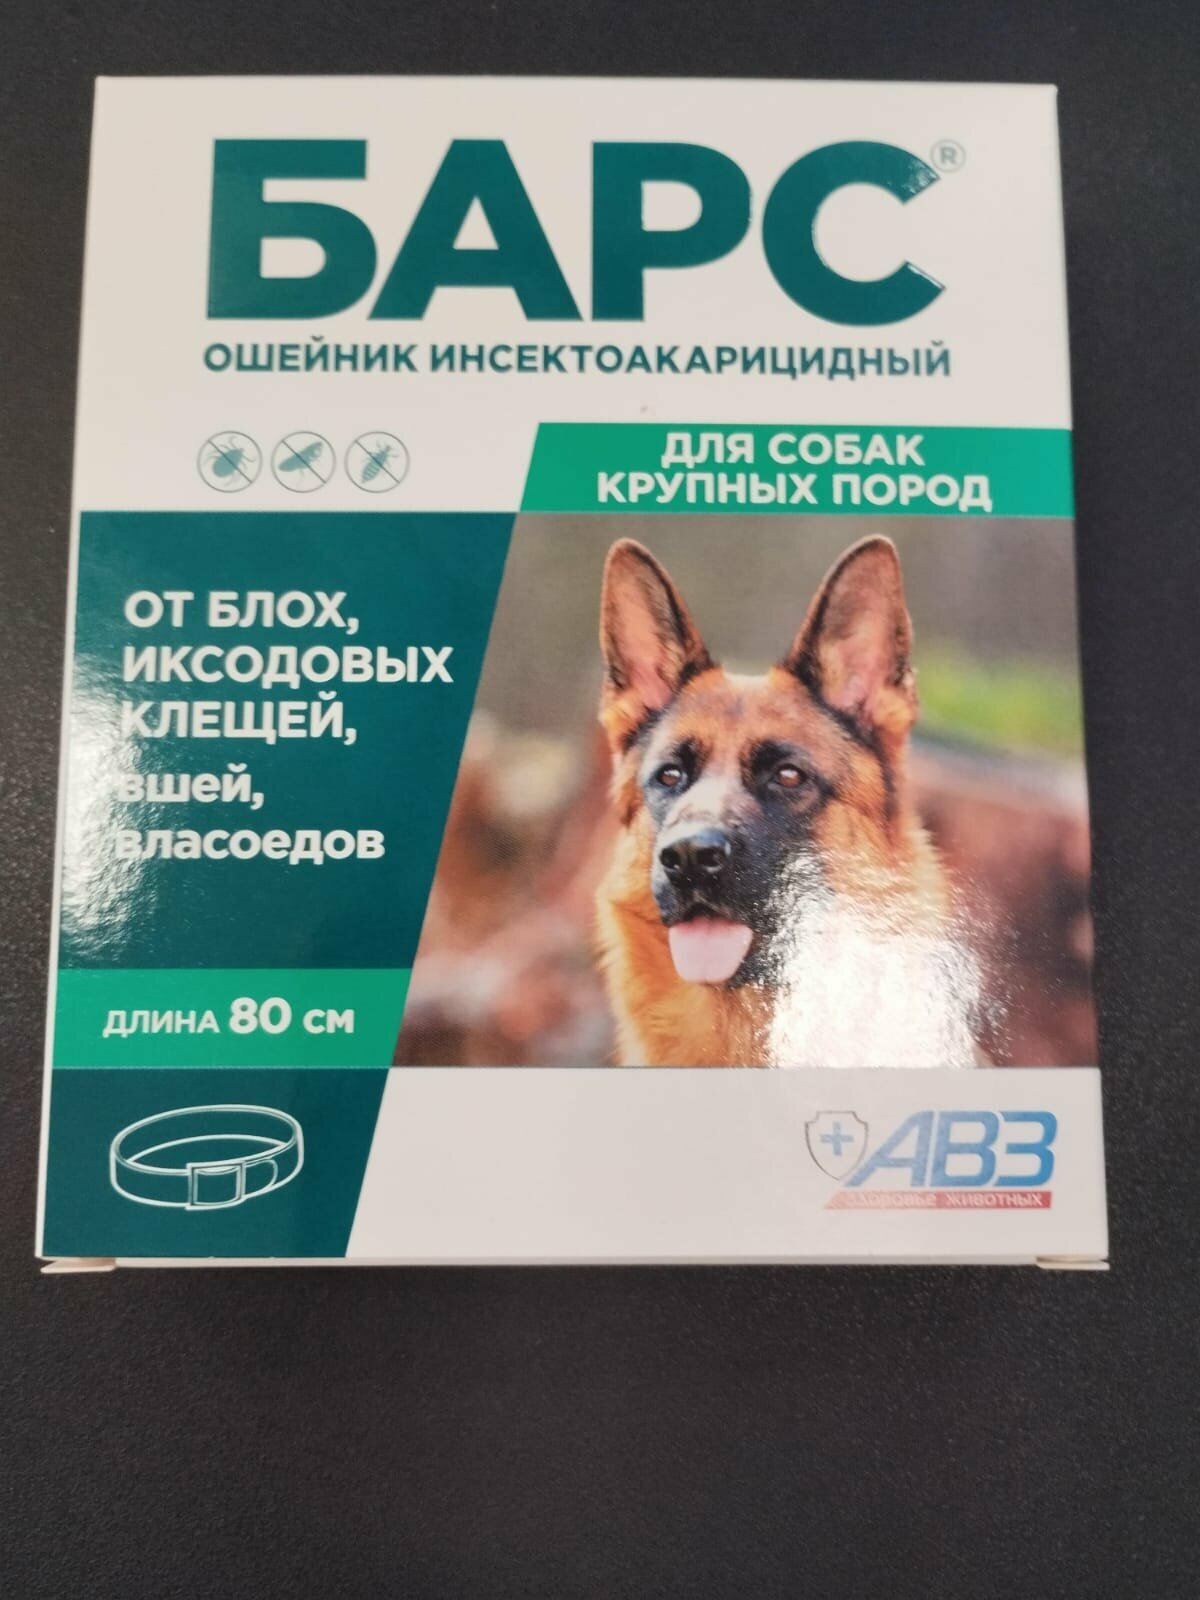 БАРС®
ОШЕЙНИК ИНСЕКТОАКАРИЦИДНЫЙ
ДЛЯ СОБАК
КРУПНЫХ ПОРОД
ОТ БЛОХ,
ИКСОДОВЫХ
КЛЕЩЕЙ,
вшей,
власоедов
ДЛИНА 80 см
АВЗ
ЗДОРОВЬЕ ЖИВОТНЫХ